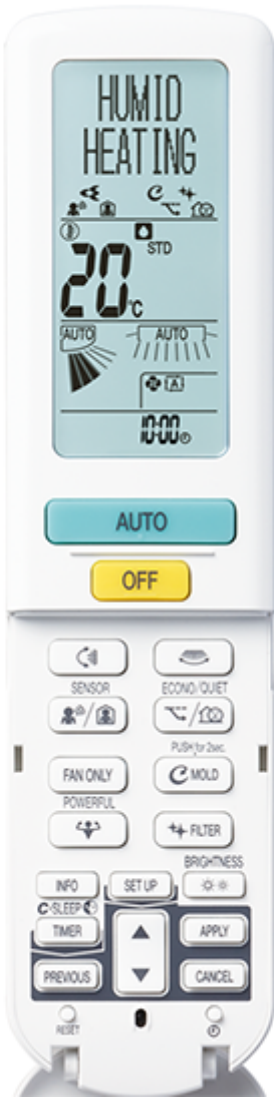 HUMID
HEATING
STD
20°C
AUTO AUTO
A
10:00
AUTO
OFF
SENSOR ECONO/QUIET
PUSH for 2sec.
FAN ONLY MOLD
POWERFUL
FILTER
BRIGHTNESS
INFO SET UP
C-SLEEP
TIMER APPLY
PREVIOUS CANCEL
RESET